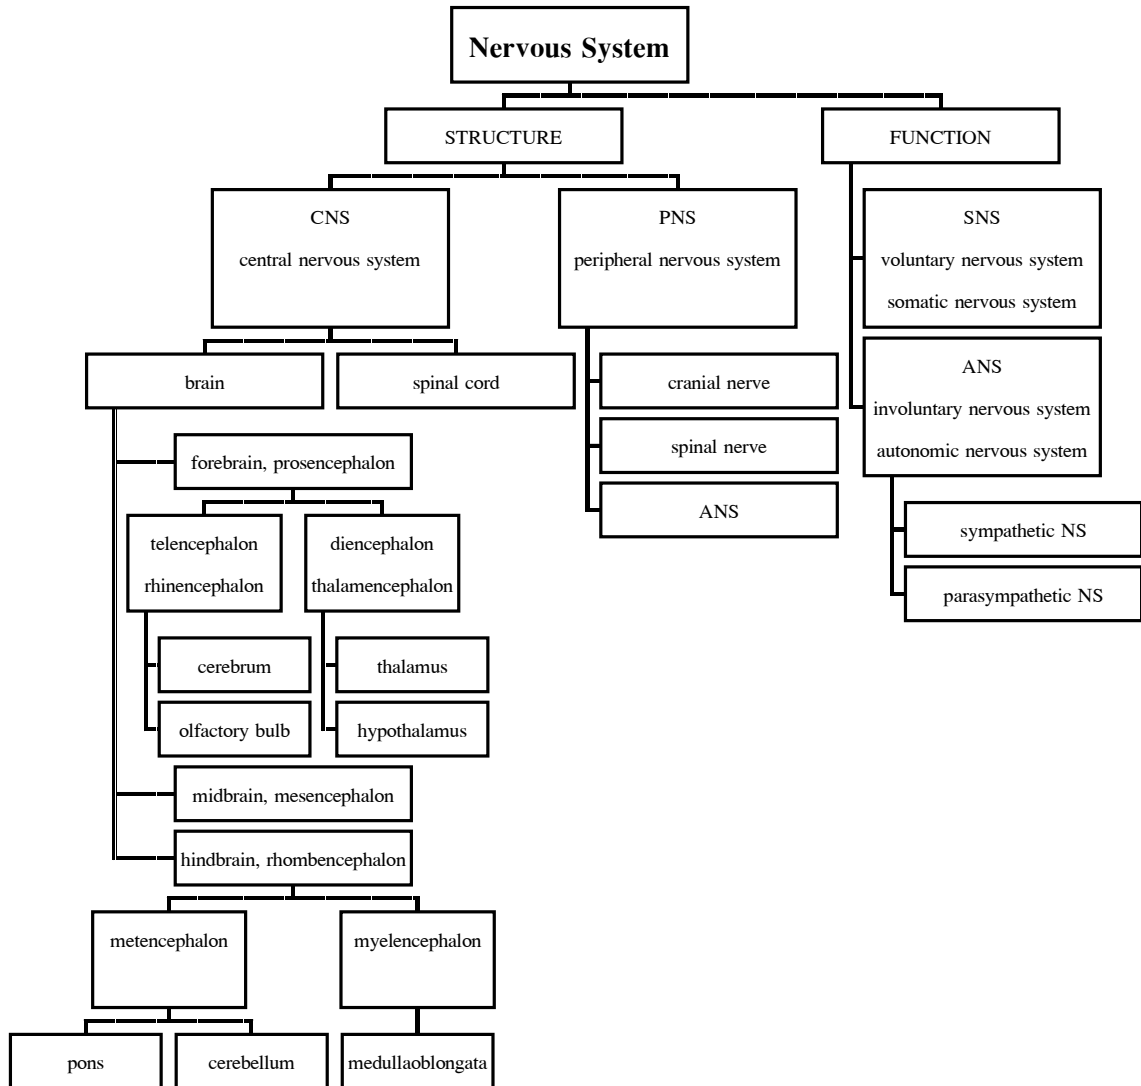 Nervous System
STRUCTURE
FUNCTION
CNS
central nervous system
PNS
peripheral nervous system
SNS
voluntary nervous system
somatic nervous system
brain
spinal cord
cranial nerve
spinal nerve
ANS
ANS
involuntary nervous system
autonomic nervous system
sympathetic NS
parasympathetic NS
forebrain, prosencephalon
telencephalon
rhinencephalon
diencephalon
thalamencephalon
cerebrum
olfactory bulb
thalamus
hypothalamus
midbrain, mesencephalon
hindbrain, rhombencephalon
metencephalon
myelencephalon
pons
cerebellum
medullaoblongata